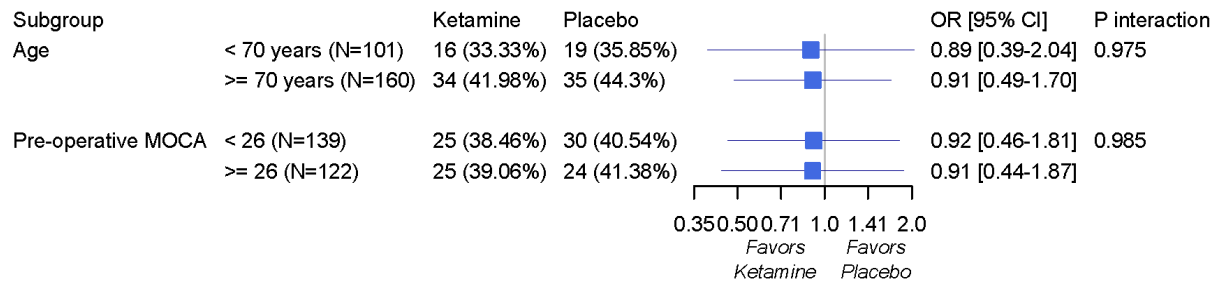 Subgroup Ketamine Placebo OR [95% CI] P interaction
Age < 70 years (N=101) 16 (33.33%) 19 (35.85%) 0.89 [0.39-2.04] 0.975
>= 70 years (N=160) 34 (41.98%) 35 (44.3%) 0.91 [0.49-1.70]
Pre-operative MOCA < 26 (N=139) 25 (38.46%) 30 (40.54%) 0.92 [0.46-1.81] 0.985
>= 26 (N=122) 25 (39.06%) 24 (41.38%) 0.91 [0.44-1.87]
0.35 0.50 0.71 1.0 1.41 2.0
Favors Favors
Ketamine Placebo